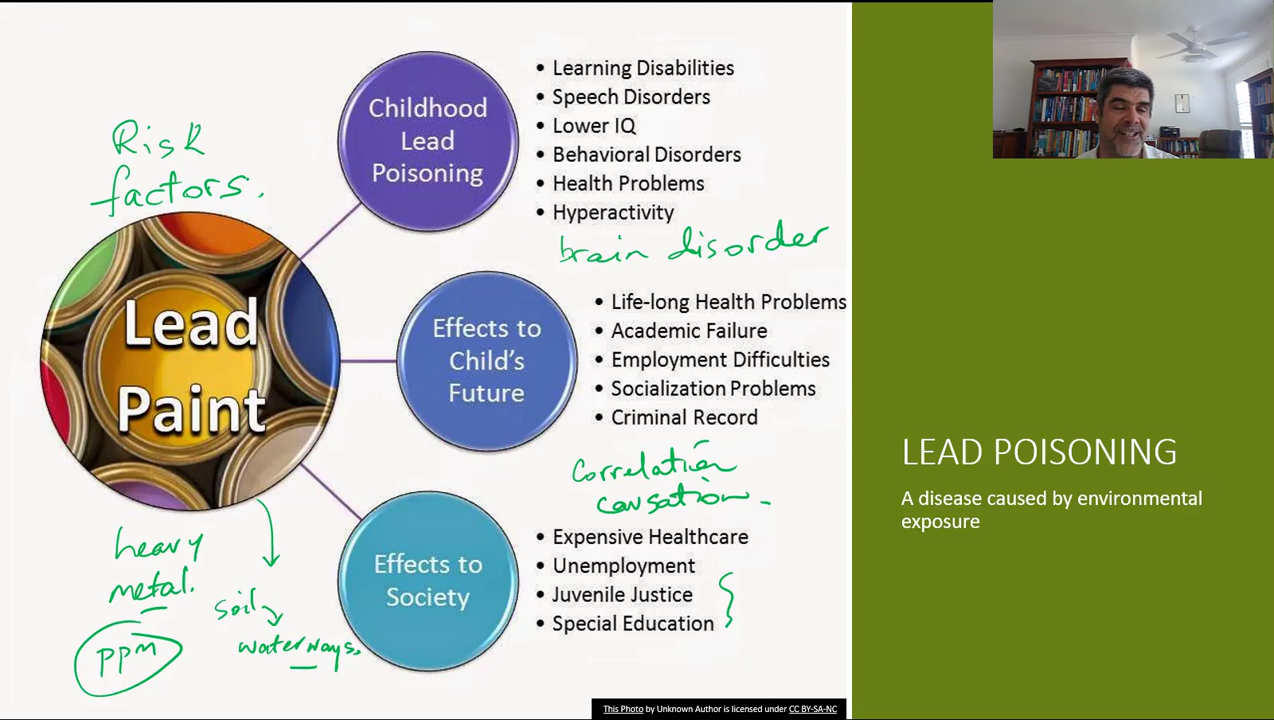 Risk
factors.
Lead
Paint
heavy
metal.
ppm
soil
waterways.
Childhood
Lead
Poisoning
• Learning Disabilities
• Speech Disorders
• Lower IQ
• Behavioral Disorders
• Health Problems
• Hyperactivity
brain disorder
Effects to
Child's
Future
• Life-long Health Problems
• Academic Failure
• Employment Difficulties
• Socialization Problems
• Criminal Record
Correlation
causation
Effects to
Society
• Expensive Healthcare
• Unemployment
• Juvenile Justice
• Special Education
This Photo by Unknown Author is licensed under CC BY-SA-NC
LEAD POISONING
A disease caused by environmental
exposure